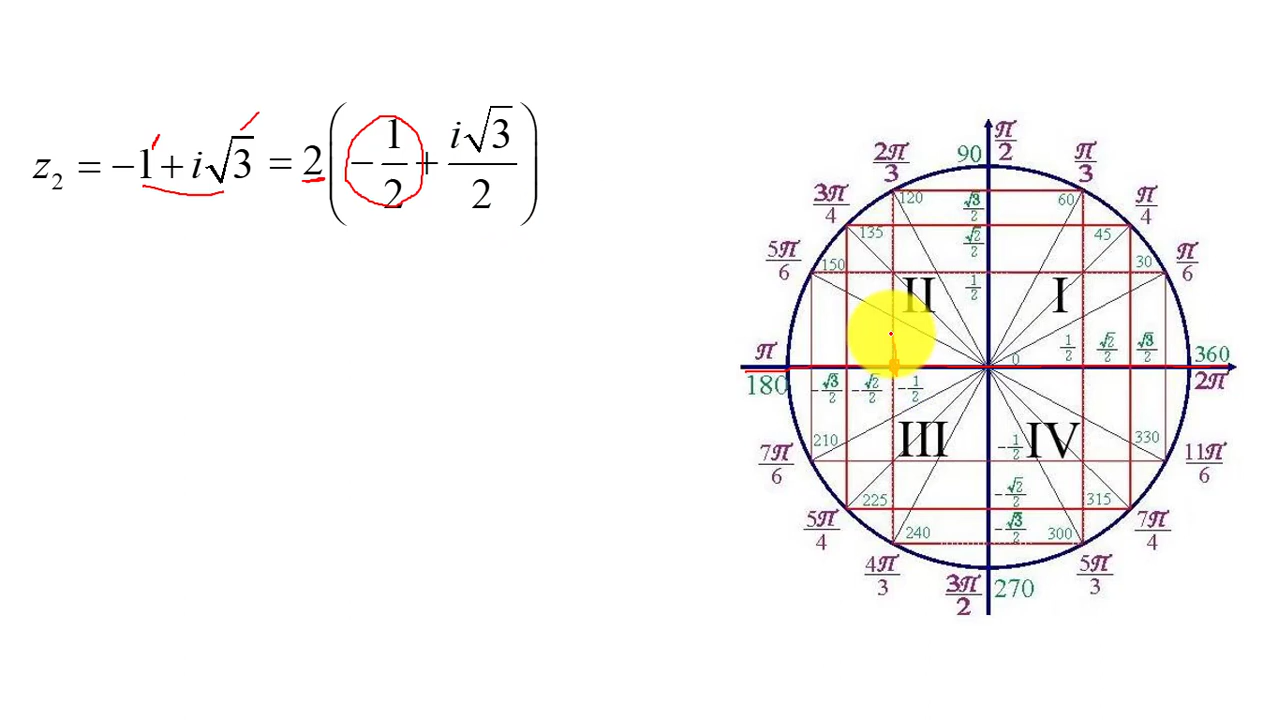 z₂ = −1 + i√3 = 2(−1/2 + i√3/2)
π/2
90
2π/3
π/3
120
√3/2
60
3π/4
π/4
135
√2/2
45
5π/6
π/6
150
1/2
30
II
I
π
1/2
√2/2
√3/2
360
0
180
−√3/2
−√2/2
−1/2
2π
III
−1/2
IV
210
330
7π/6
11π/6
−√2/2
225
315
5π/4
−√3/2
7π/4
240
300
4π/3
3π/2
270
5π/3